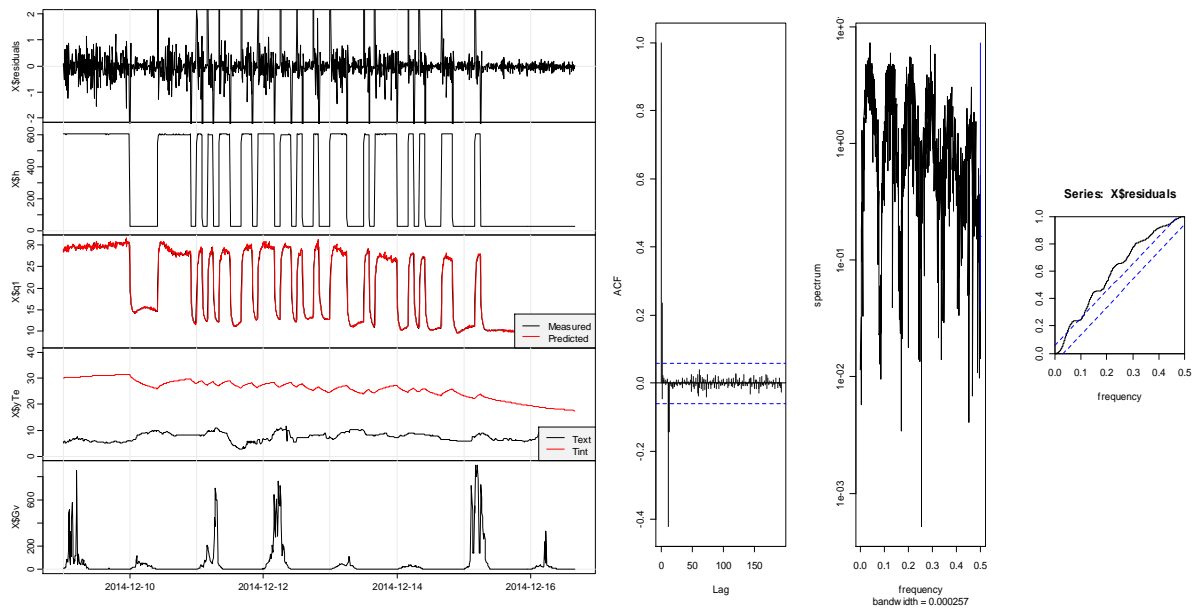 X$residuals
2
1
0
-1
-2
X$h
600
400
200
0
X$q1
30
25
20
15
10
Measured
Predicted
X$yTe
40
30
20
10
0
Text
Tint
X$Gv
600
200
0
2014-12-10
2014-12-12
2014-12-14
2014-12-16
ACF
1.0
0.8
0.6
0.4
0.2
0.0
-0.2
-0.4
0
50
100
150
Lag
spectrum
1e+00
1e-01
1e-02
1e-03
0.0
0.1
0.2
0.3
0.4
0.5
frequency
bandwidth = 0.000257
Series: X$residuals
1.0
0.8
0.6
0.4
0.2
0.0
0.0
0.1
0.2
0.3
0.4
0.5
frequency